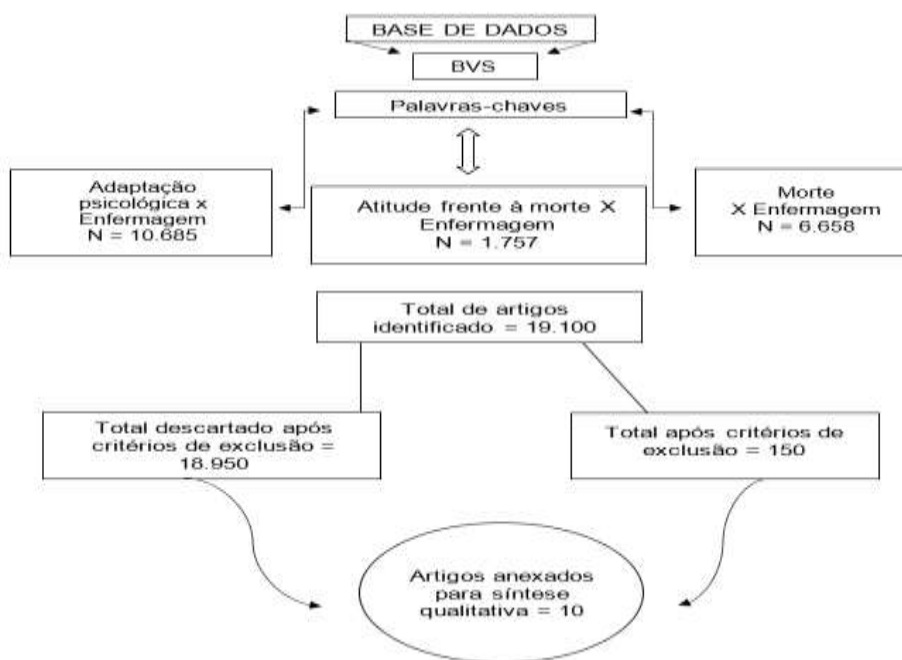 BASE DE DADOS
BVS
Palavras-chaves
Adaptação
psicológica x
Enfermagem
N = 10.685
Atitude frente à morte X
Enfermagem
N = 1.757
Morte
X Enfermagem
N = 6.658
Total de artigos
identificado = 19.100
Total descartado após
critérios de exclusão =
18.950
Total após critérios de
exclusão = 150
Artigos anexados
para síntese
qualitativa = 10